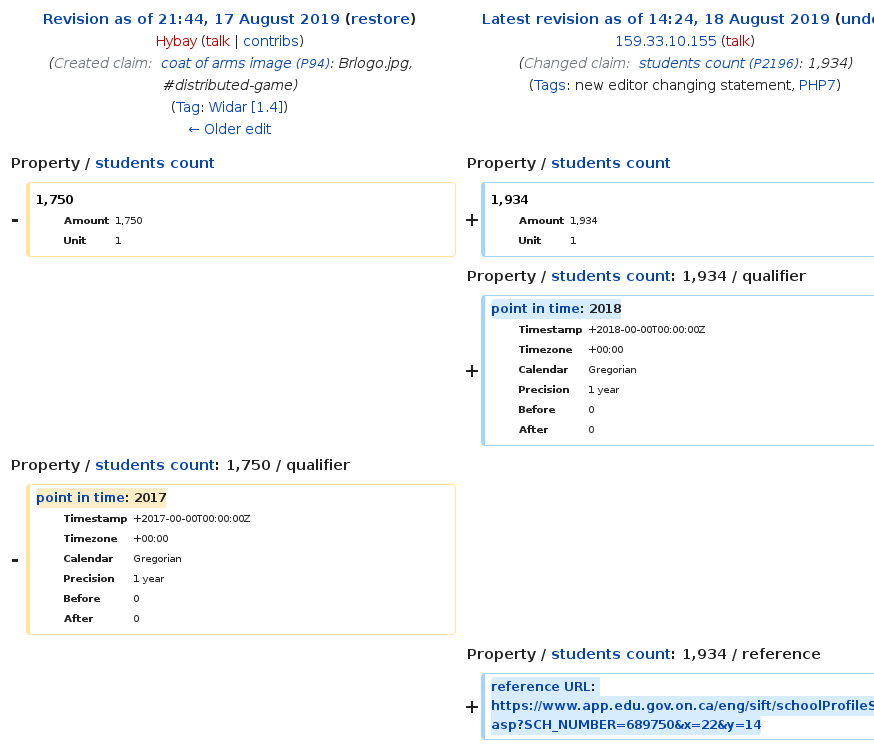 Revision as of 21:44, 17 August 2019 (restore)
Hybay (talk | contribs)
(Created claim: coat of arms image (P94): Brlogo.jpg,
#distributed-game)
(Tag: Widar [1.4])
← Older edit
Latest revision as of 14:24, 18 August 2019 (undo
159.33.10.155 (talk)
(Changed claim: students count (P2196): 1,934)
(Tags: new editor changing statement, PHP7)
Property / students count
Property / students count
-
1,750
Amount 1,750
Unit 1
+
1,934
Amount 1,934
Unit 1
Property / students count: 1,934 / qualifier
+
point in time: 2018
Timestamp +2018-00-00T00:00:00Z
Timezone +00:00
Calendar Gregorian
Precision 1 year
Before 0
After 0
Property / students count: 1,750 / qualifier
-
point in time: 2017
Timestamp +2017-00-00T00:00:00Z
Timezone +00:00
Calendar Gregorian
Precision 1 year
Before 0
After 0
Property / students count: 1,934 / reference
+
reference URL:
https://www.app.edu.gov.on.ca/eng/sift/schoolProfileS
asp?SCH_NUMBER=689750&x=22&y=14